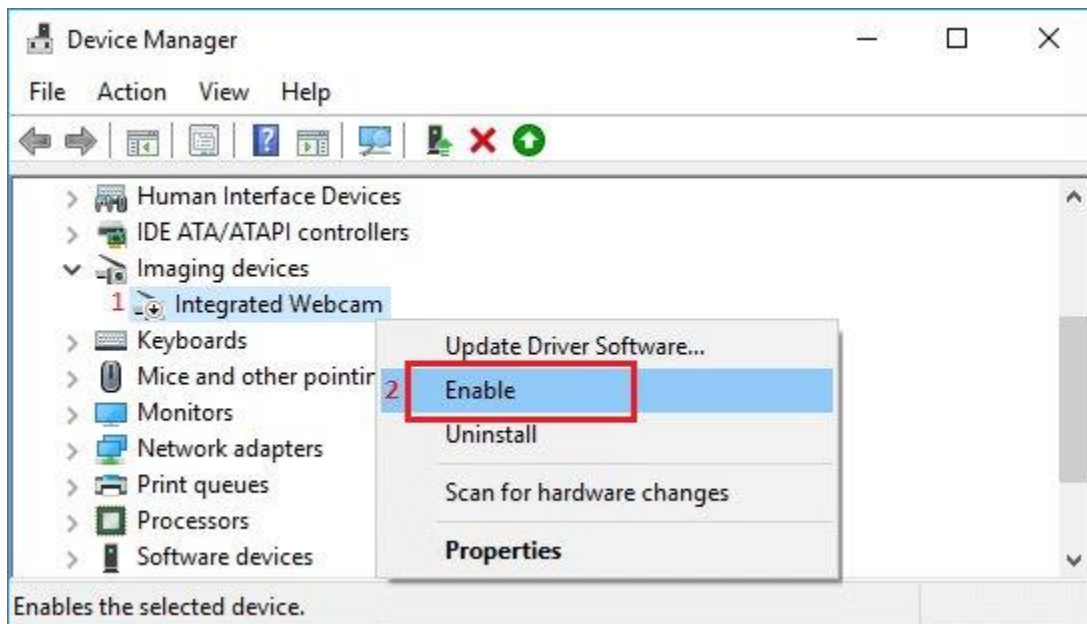 Device Manager
File Action View Help
Human Interface Devices
IDE ATA/ATAPI controllers
Imaging devices
1 Integrated Webcam
Keyboards
Mice and other pointin
Monitors
Network adapters
Print queues
Processors
Software devices
Update Driver Software...
2 Enable
Uninstall
Scan for hardware changes
Properties
Enables the selected device.